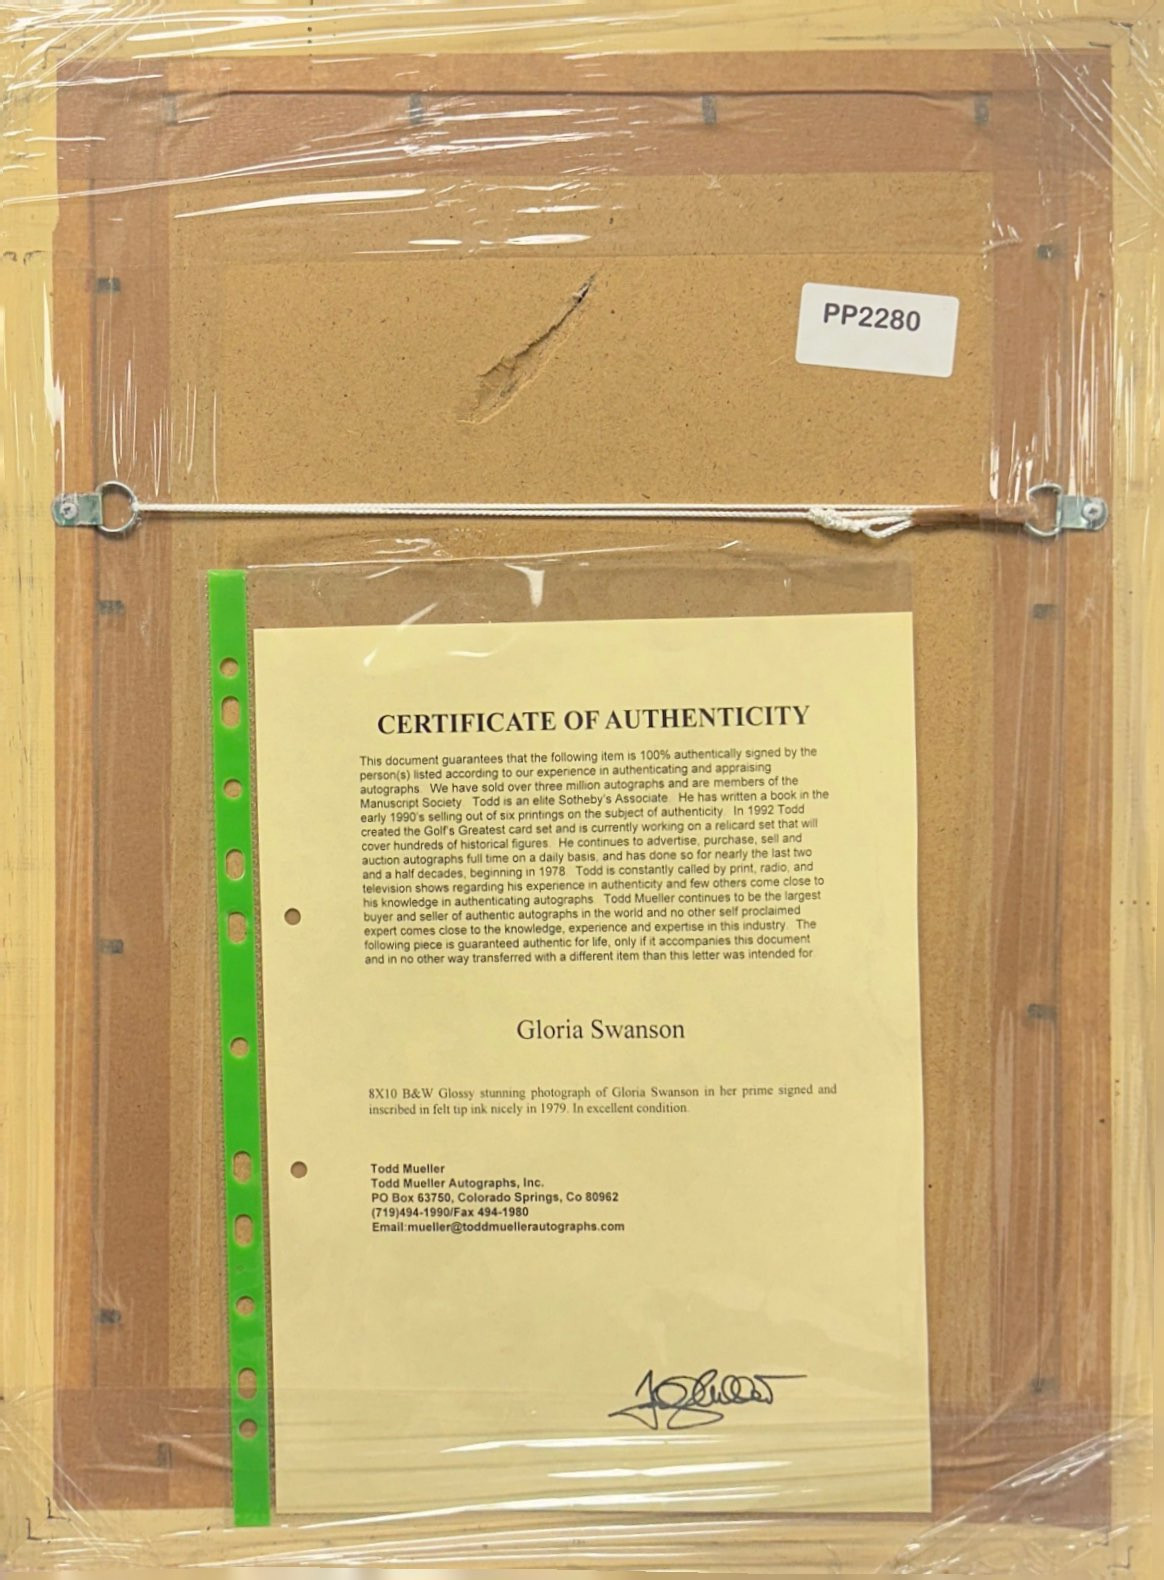 PP2280
CERTIFICATE OF AUTHENTICITY
This document guarantees that the following item is 100% authentically signed by the
person(s) listed according to our experience in authenticating and appraising
autographs. We have sold over three million autographs and are members of the
Manuscript Society. Todd is an elite Sotheby's Associate. He has written a book in the
early 1990's selling out of six printings on the subject of authenticity. In 1992 Todd
created the Golf's Greatest card set and is currently working on a relicard set that will
cover hundreds of historical figures. He continues to advertise, purchase, sell and
auction autographs full time on a daily basis, and has done so for nearly the last two
and a half decades, beginning in 1978. Todd is constantly called by print, radio, and
television shows regarding his experience in authenticity and few others come close to
his knowledge in authenticating autographs. Todd Mueller continues to be the largest
buyer and seller of authentic autographs in the world and no other self proclaimed
expert comes close to the knowledge, experience and expertise in this industry. The
following piece is guaranteed authentic for life, only if it accompanies this document
and in no other way transferred with a different item than this letter was intended for
Gloria Swanson
8X10 B&W Glossy stunning photograph of Gloria Swanson in her prime signed and
inscribed in felt tip ink nicely in 1979. In excellent condition.
Todd Mueller
Todd Mueller Autographs, Inc.
PO Box 63750, Colorado Springs, Co 80962
(719)494-1990/Fax 494-1980
Email:mueller@toddmuellerautographs.com